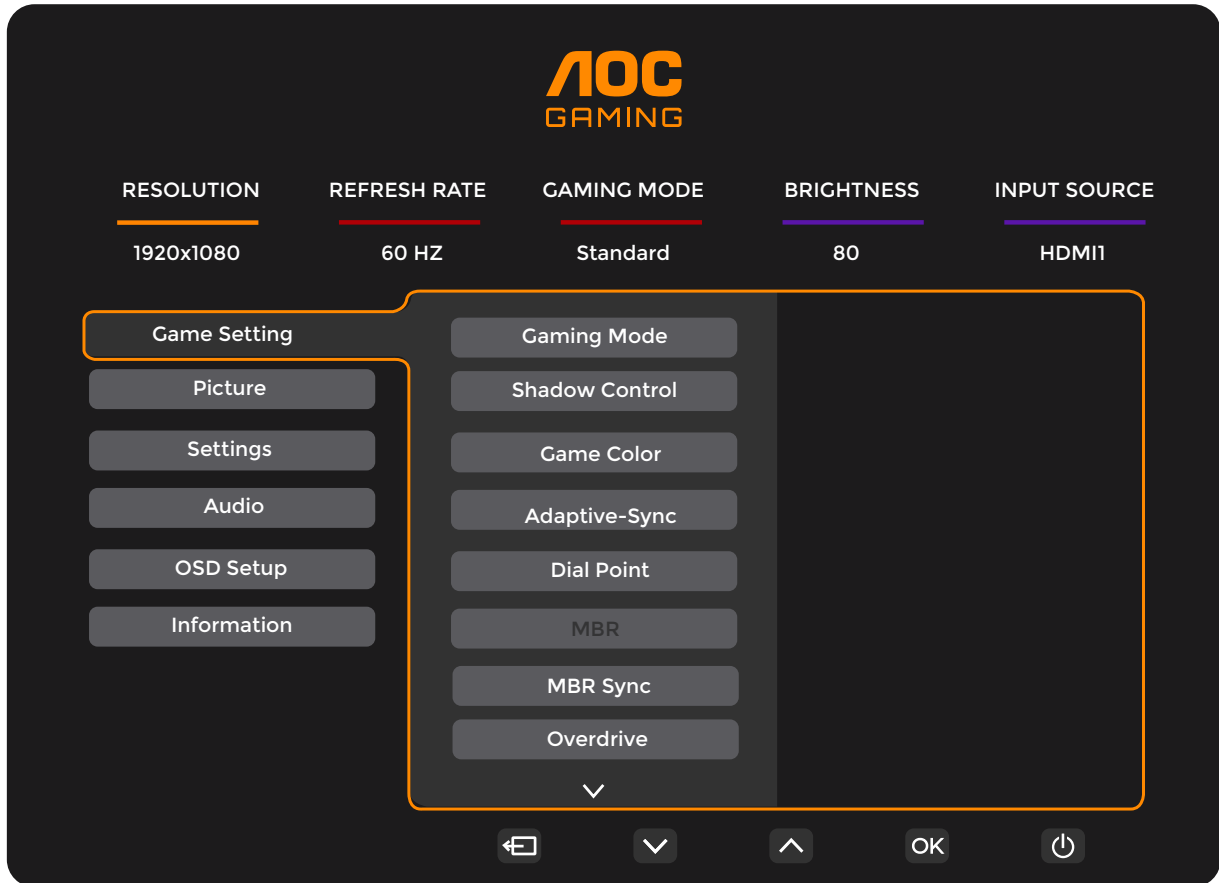 AOC
GAMING
RESOLUTION REFRESH RATE GAMING MODE BRIGHTNESS INPUT SOURCE
1920x1080 60 HZ Standard 80 HDMI1
Game Setting
Picture
Settings
Audio
OSD Setup
Information
Gaming Mode
Shadow Control
Game Color
Adaptive-Sync
Dial Point
MBR
MBR Sync
Overdrive
OK